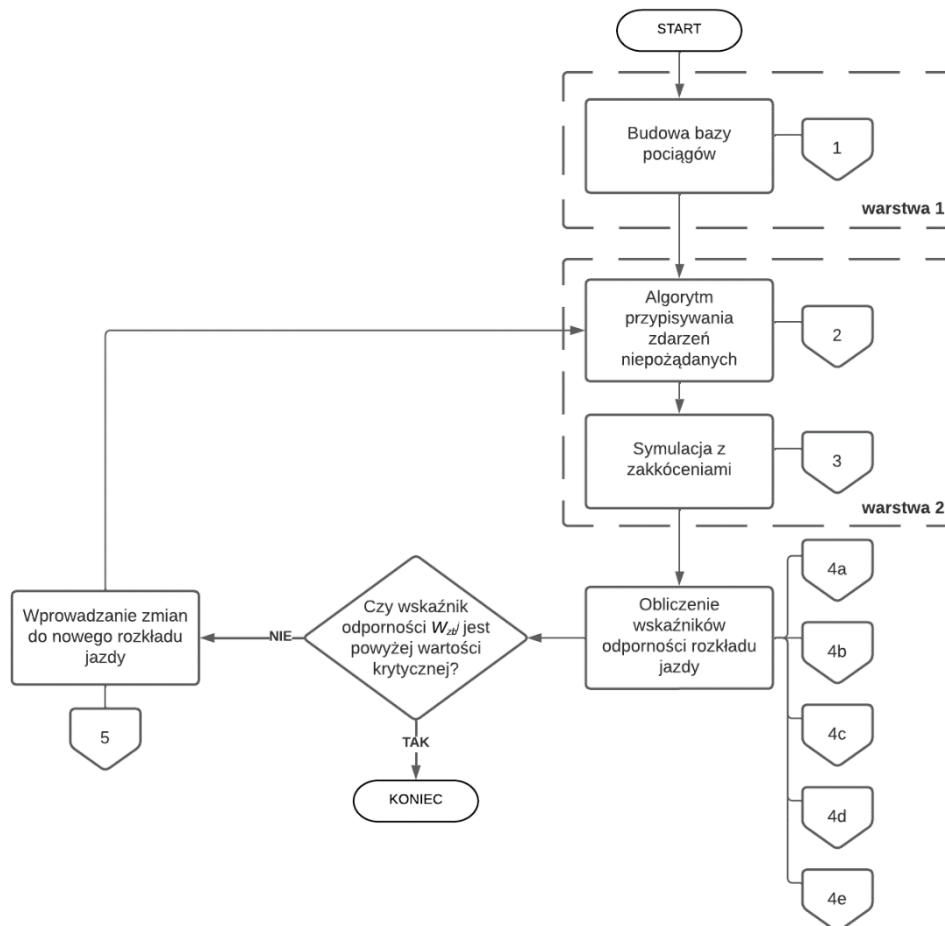 START
Budowa bazy
pociągów
1
warstwa 1
Algorytm
przypisywania
zdarzeń
niepożądanych
2
Symulacja z
zakkóceniami
3
warstwa 2
Obliczenie
wskaźników
odporności rozkładu
jazdy
4a
4b
4c
4d
4e
Czy wskaźnik
odporności Wzbj jest
powyżej wartości
krytycznej?
NIE
Wprowadzanie zmian
do nowego rozkładu
jazdy
5
TAK
KONIEC